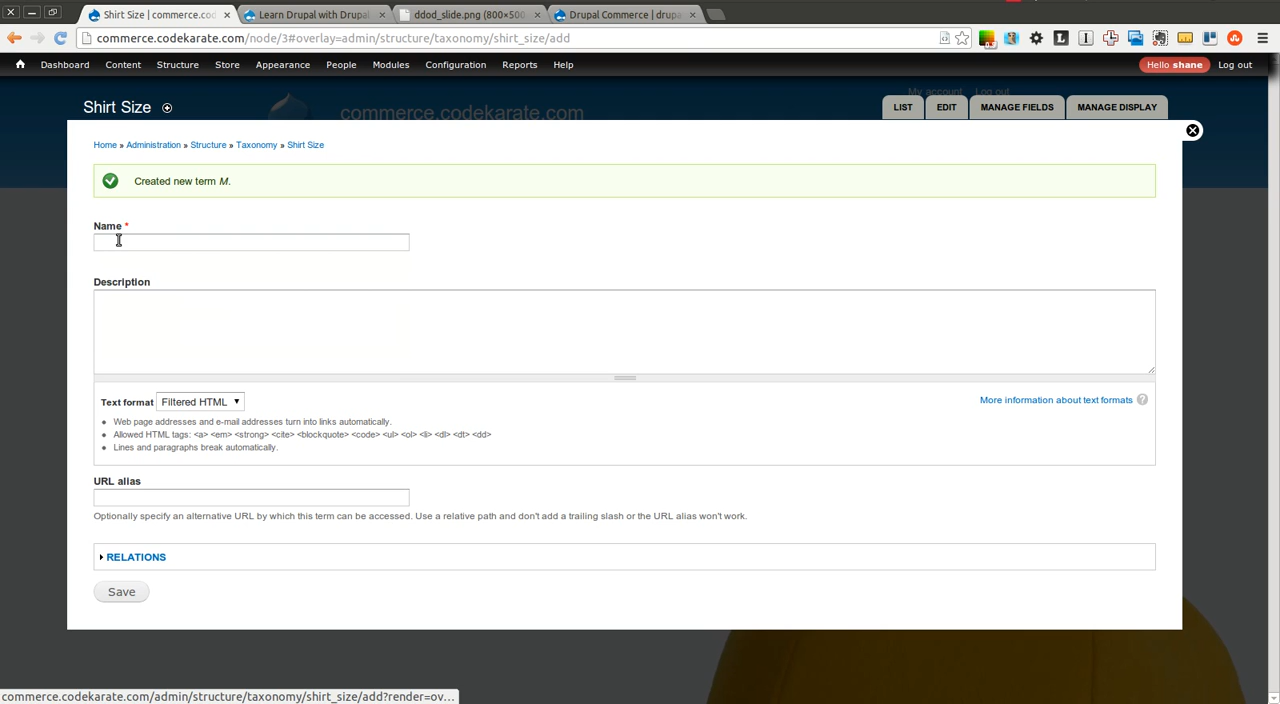 Shirt Size | commerce.co
Learn Drupal with Drupal
ddod_slide.png (800×500
Drupal Commerce | drupa
commerce.codekarate.com/node/3#overlay=admin/structure/taxonomy/shirt_size/add
Dashboard Content Structure Store Appearance People Modules Configuration Reports Help Hello shane Log out
My account Log out
Shirt Size
commerce.codekarate.com
LIST EDIT MANAGE FIELDS MANAGE DISPLAY
Home » Administration » Structure » Taxonomy » Shirt Size
Created new term M.
Name *
Description
Text format Filtered HTML
More information about text formats ?
Web page addresses and e-mail addresses turn into links automatically.
Allowed HTML tags: <a> <em> <strong> <cite> <blockquote> <code> <ul> <ol> <li> <dl> <dt> <dd>
Lines and paragraphs break automatically.
URL alias
Optionally specify an alternative URL by which this term can be accessed. Use a relative path and don't add a trailing slash or the URL alias won't work.
RELATIONS
Save
commerce.codekarate.com/admin/structure/taxonomy/shirt_size/add?render=ov...